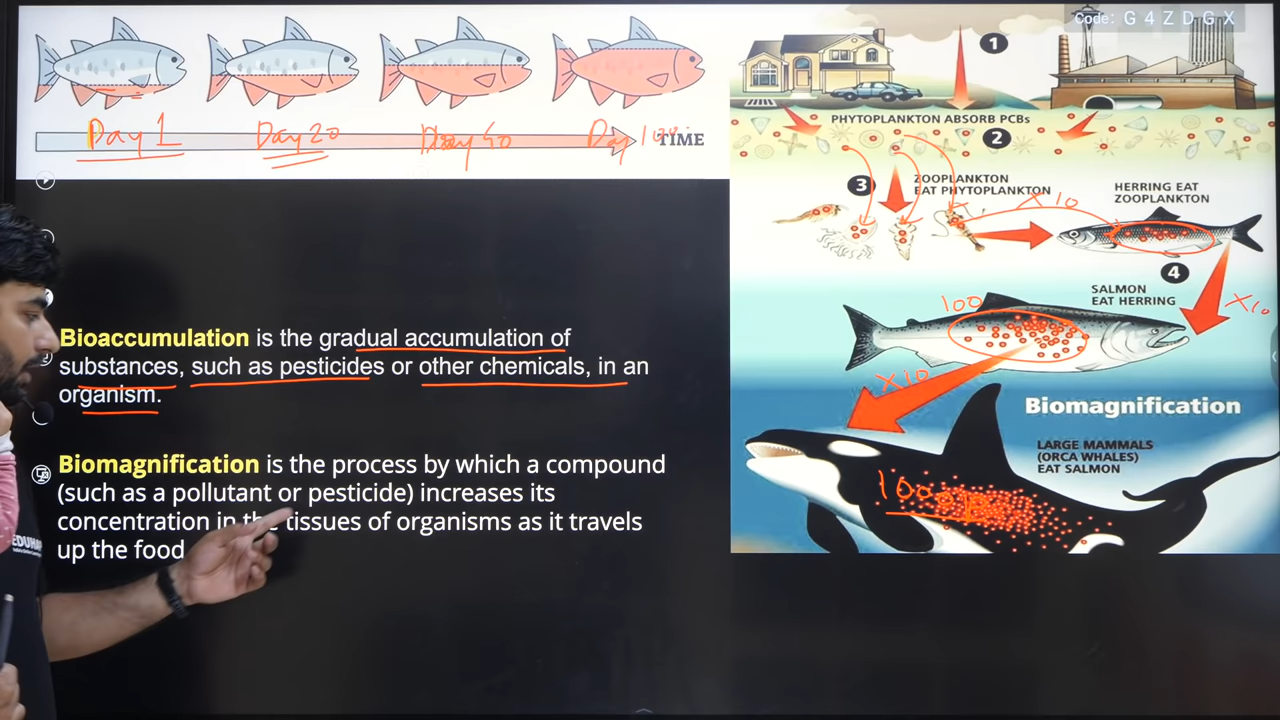 Code: G 4 Z D G X
Day 1
Day 20
Day 40
Day
TIME
Bioaccumulation is the gradual accumulation of
substances, such as pesticides or other chemicals, in an
organism.
Biomagnification is the process by which a compound
(such as a pollutant or pesticide) increases its
concentration in the tissues of organisms as it travels
up the food
1
PHYTOPLANKTON ABSORB PCBs
2
3
ZOOPLANKTON
EAT PHYTOPLANKTON
X10
HERRING EAT
ZOOPLANKTON
4
SALMON
EAT HERRING
X10
100
X10
Biomagnification
LARGE MAMMALS
(ORCA WHALES)
EAT SALMON